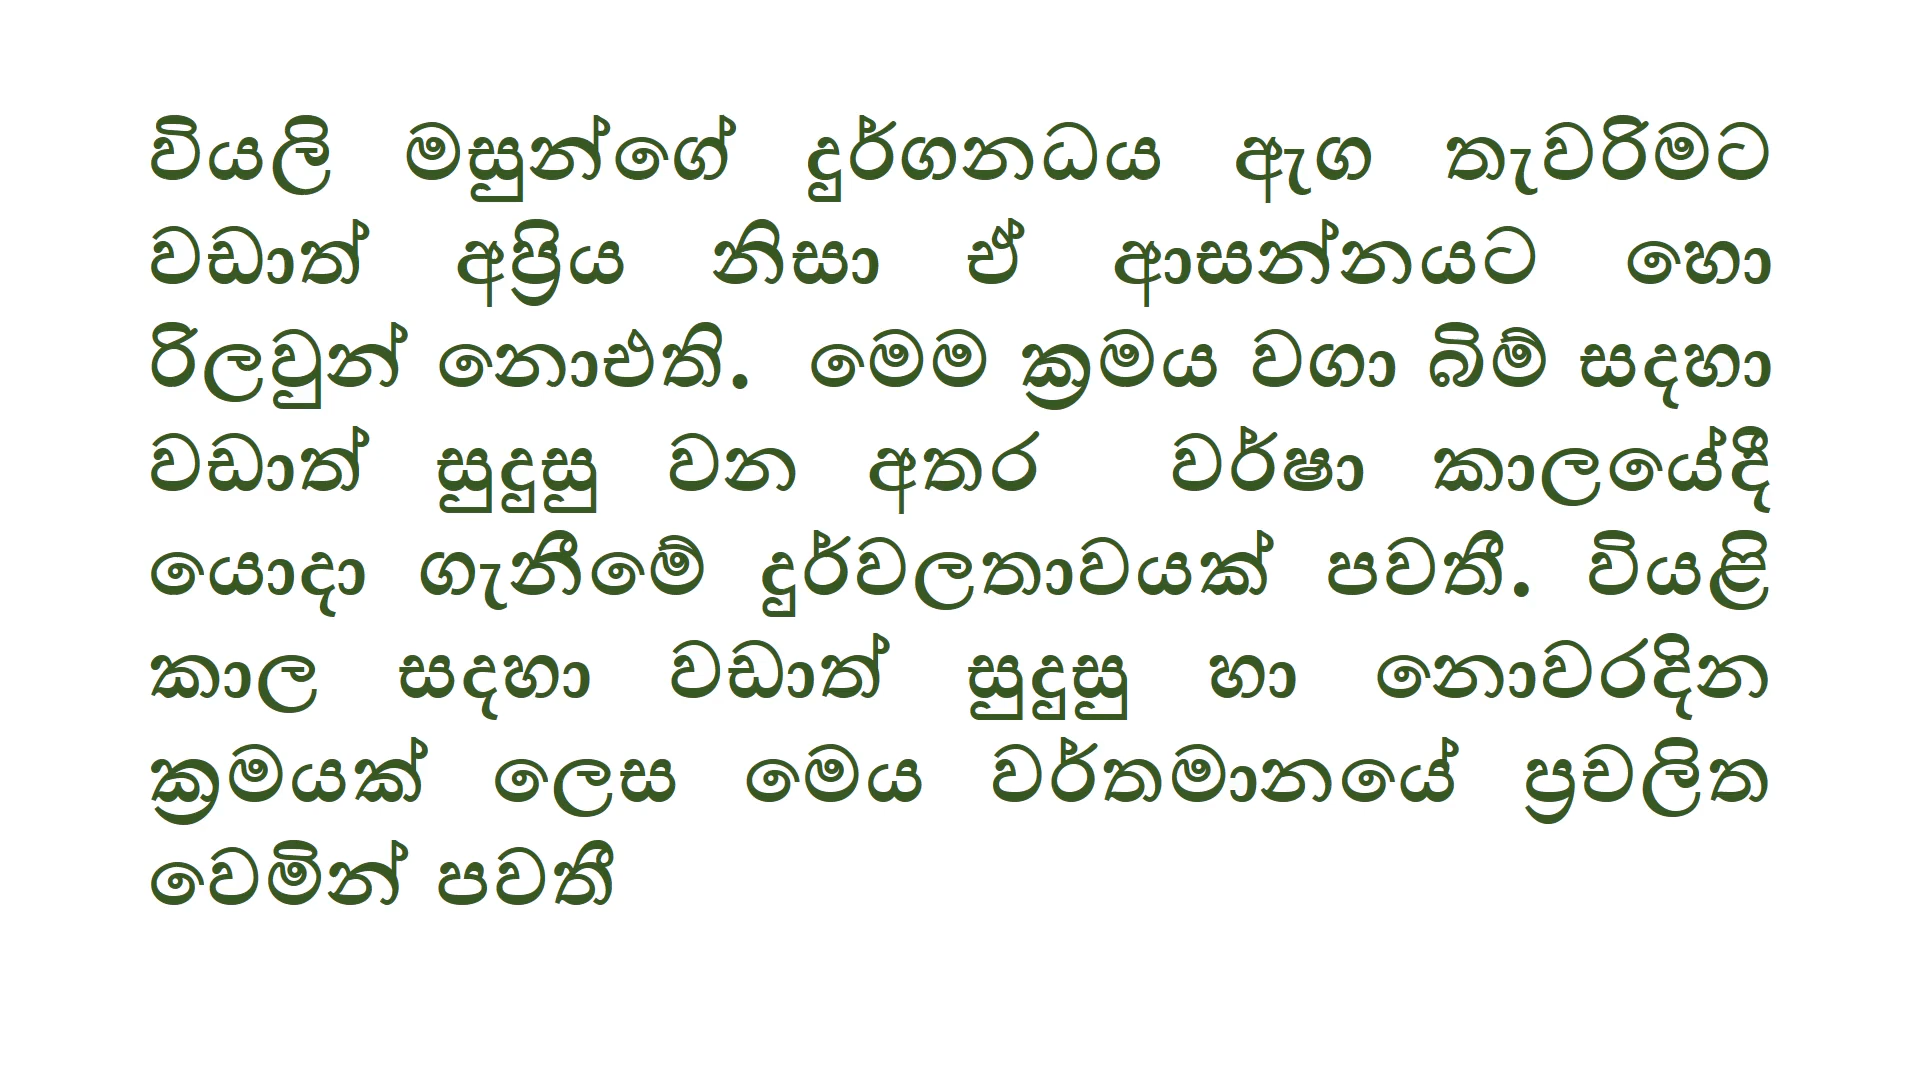 වියලි මසුන්ගේ දුර්ගනධය ඇග තැවරිමට
වඩාත් අප්‍රිය නිසා ඒ ආසන්නයට හො
රිලවුන් නොඑති. මෙම ක්‍රමය වගා බිම් සදහා
වඩාත් සුදුසු වන අතර වර්ෂා කාලයේදී
යොදා ගැනීමේ දුර්වලතාවයක් පවතී. වියළි
කාල සදහා වඩාත් සුදුසු හා නොවරදින
ක්‍රමයක් ලෙස මෙය වර්තමානයේ ප්‍රචලිත
වෙමින් පවතී